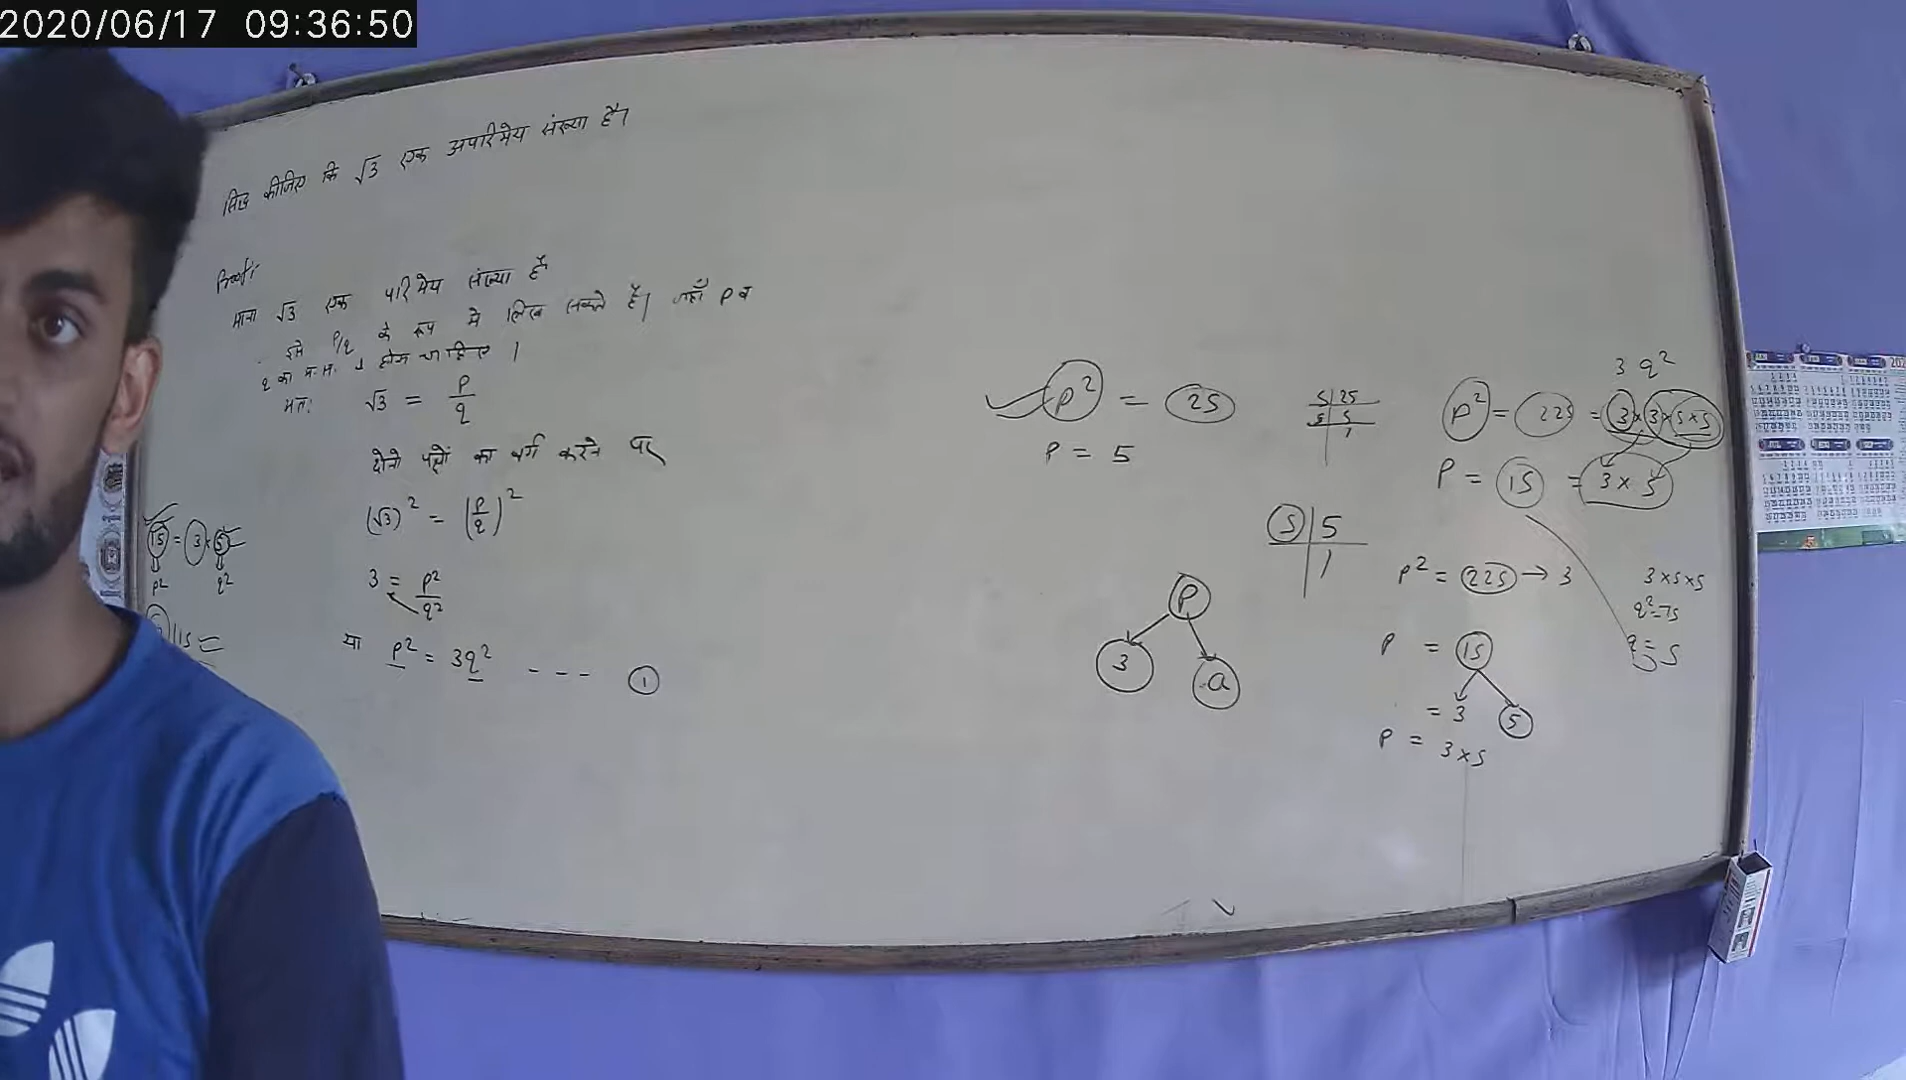 2020/06/17 09:36:50
सिद्ध कीजिए कि √3 एक अपरिमेय संख्या है।
Proof:
माना √3 एक परिमेय संख्या है
इसे P/q के रूप में लिख सकते है। जहाँ P व
q का म.स. 1 होना चाहिए।
अतः √3 = P/q
दोनो पक्षों का वर्ग करने पर
(√3)² = (P/q)²
3 = P²/q²
या P² = 3q² - - - ①
15 = 3 × 5
P² q²
P² = 25
P = 5
5 | 25
5 | 5
1
3 q²
P² = 225 = 3×3×5×5
P = 15 = 3 × 5
5 | 5
1
P
3 a
P² = 225 → 3
P = 15
= 3 5
P = 3×5
3×5×5
q²=75
q = 5